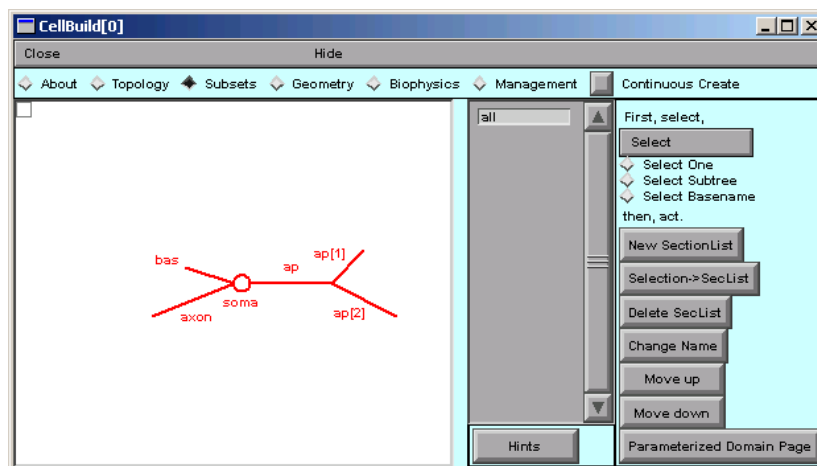 CellBuild[0]
Close Hide
About Topology Subsets Geometry Biophysics Management Continuous Create
all
First, select,
Select
Select One
Select Subtree
Select Basename
then, act.
New SectionList
Selection->SecList
Delete SecList
Change Name
Move up
Move down
Parameterized Domain Page
Hints
bas
ap
ap[1]
soma
axon
ap[2]